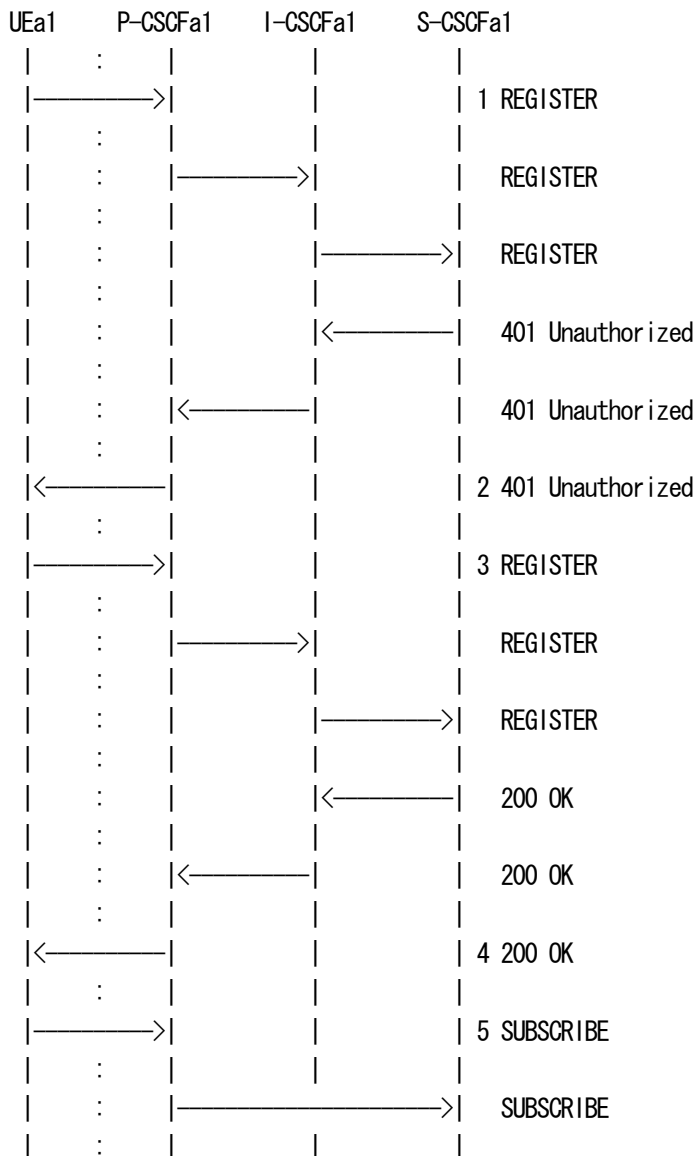 UEa1 P-CSCFa1 I-CSCFa1 S-CSCFa1
1 REGISTER
REGISTER
REGISTER
401 Unauthorized
401 Unauthorized
2 401 Unauthorized
3 REGISTER
REGISTER
REGISTER
200 OK
200 OK
4 200 OK
5 SUBSCRIBE
SUBSCRIBE